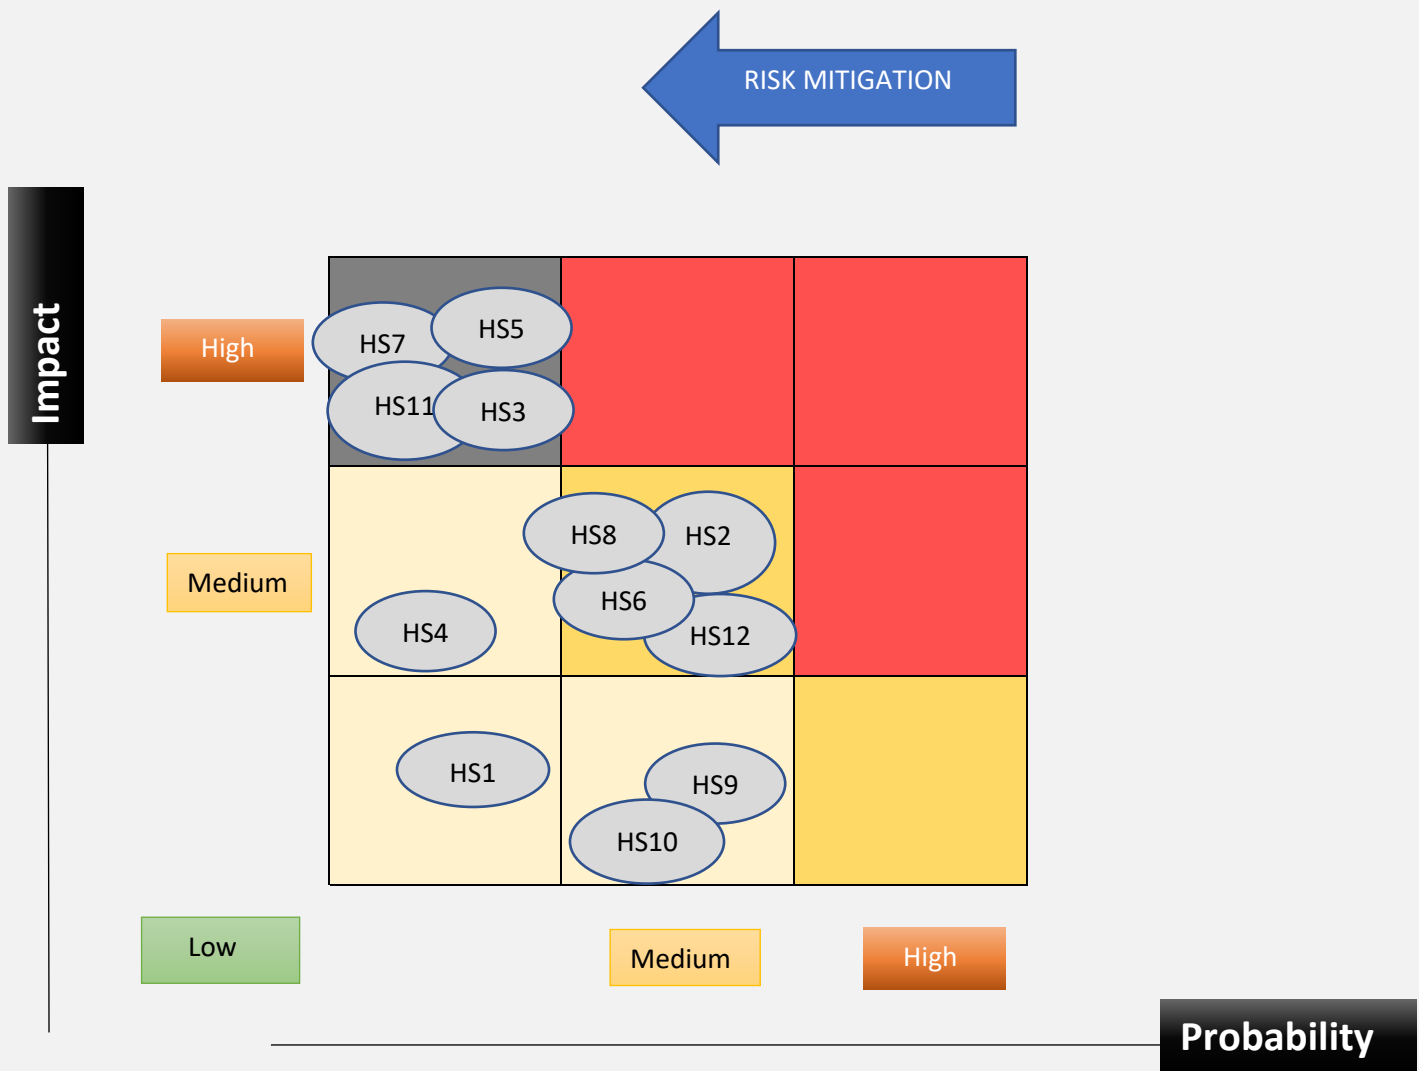 RISK MITIGATION
Impact
High
HS7
HS5
HS11
HS3
Medium
HS8
HS2
HS6
HS4
HS12
HS1
HS9
HS10
Low
Medium
High
Probability